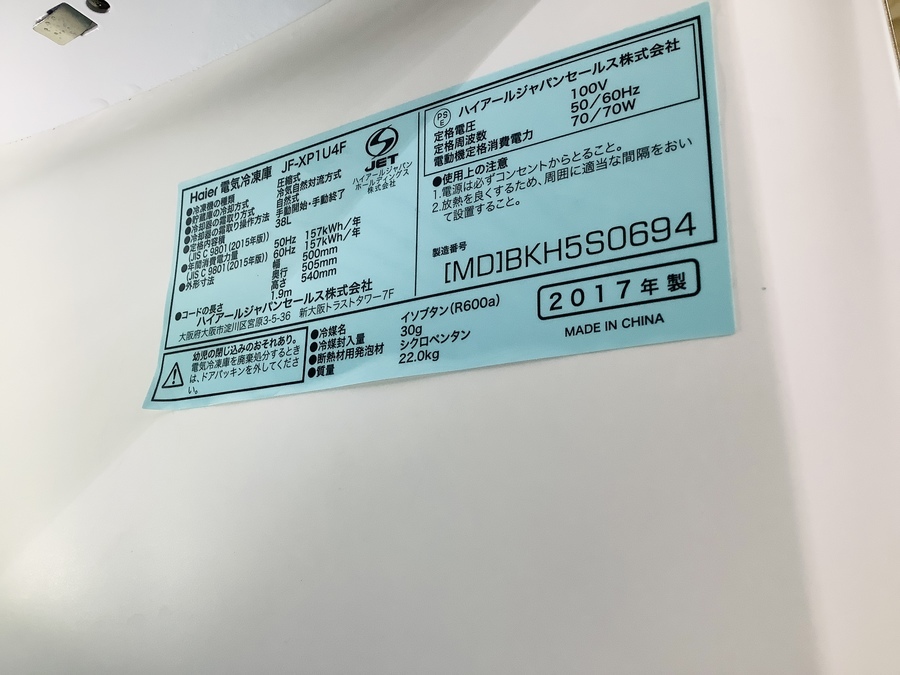 Haier 電気冷凍庫 JF-XP1U4F
●冷凍機の種類 圧縮式
●貯蔵庫の冷却方式 冷気自然対流方式
●冷却器の霜取り方式 自然式
●冷却器の霜取り操作方法 手動開始・手動終了
●定格内容積 38L
(JIS C 9801(2015年版))
●年間消費電力量 50Hz 157kWh/年
(JIS C 9801(2015年版)) 60Hz 157kWh/年
●外形寸法 幅 500mm
奥行 505mm
高さ 540mm
●コードの長さ 1.9m
ハイアールジャパンセールス株式会社
大阪府大阪市淀川区宮原3-5-36 新大阪トラストタワー7F
JET
ハイアールジャパン
ホールディングス
株式会社
PS
E
ハイアールジャパンセールス株式会社
定格電圧 100V
定格周波数 50/60Hz
電動機定格消費電力 70/70W
●使用上の注意
1.電源は必ずコンセントからとること。
2.放熱を良くするため、周囲に適当な間隔をおい
て設置すること。
製造番号
[MD]BKH5S0694
幼児の閉じ込めのおそれあり。
電気冷凍庫を廃棄処分するとき
は、ドアパッキンを外してくださ
い。
●冷媒名 イソブタン(R600a)
●冷媒封入量 30g
●断熱材用発泡材 シクロペンタン
●質量 22.0kg
2017年製
MADE IN CHINA